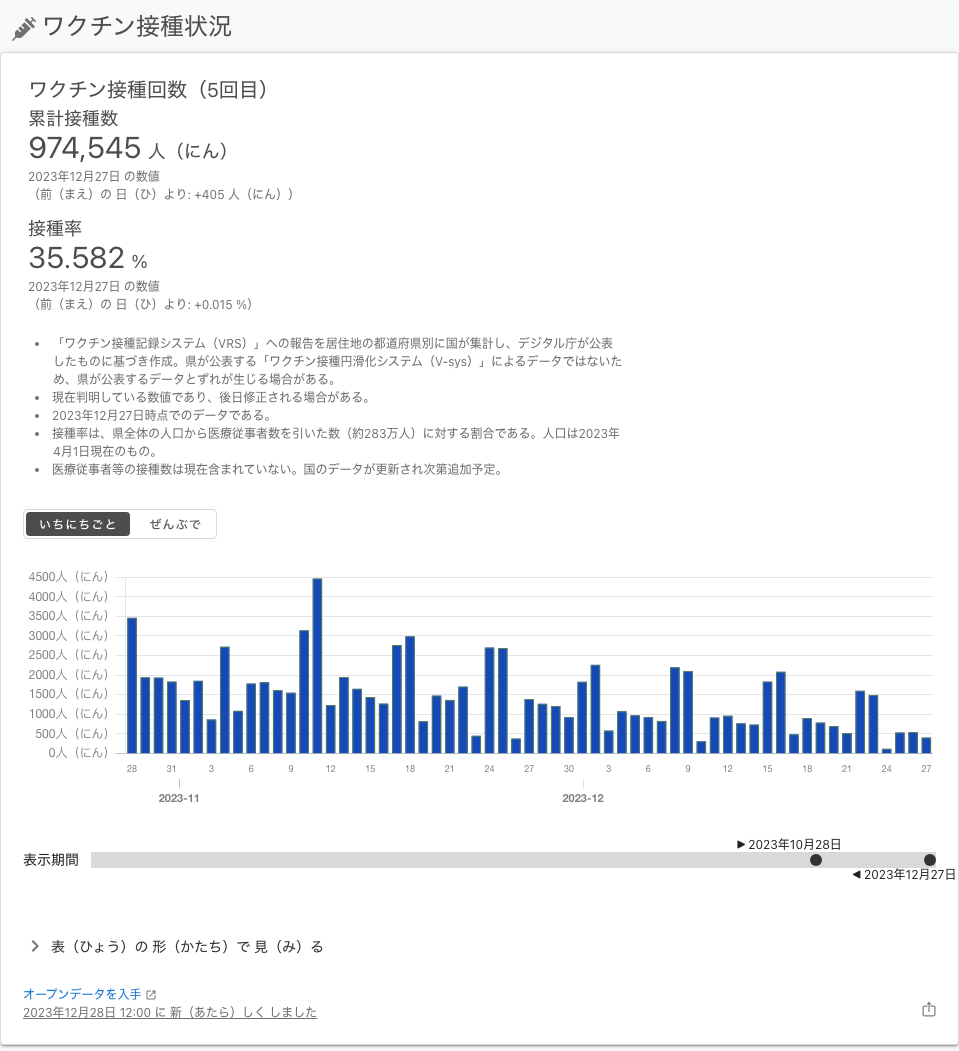 ワクチン接種状況
ワクチン接種回数（5回目）
累計接種数
974,545 人（にん）
2023年12月27日 の数値
（前（まえ）の 日（ひ）より: +405 人（にん））
接種率
35.582 %
2023年12月27日 の数値
（前（まえ）の 日（ひ）より: +0.015 %）
• 「ワクチン接種記録システム（VRS）」への報告を居住地の都道府県別に国が集計し、デジタル庁が公表
したものに基づき作成。県が公表する「ワクチン接種円滑化システム（V-sys）」によるデータではないた
め、県が公表するデータとずれが生じる場合がある。
• 現在判明している数値であり、後日修正される場合がある。
• 2023年12月27日時点でのデータである。
• 接種率は、県全体の人口から医療従事者数を引いた数（約283万人）に対する割合である。人口は2023年
4月1日現在のもの。
• 医療従事者等の接種数は現在含まれていない。国のデータが更新され次第追加予定。
いちにちごと ぜんぶで
4500人（にん）
4000人（にん）
3500人（にん）
3000人（にん）
2500人（にん）
2000人（にん）
1500人（にん）
1000人（にん）
500人（にん）
0人（にん）
28 31 3 6 9 12 15 18 21 24 27 30 3 6 9 12 15 18 21 24 27
2023-11 2023-12
▶ 2023年10月28日
表示期間
◀ 2023年12月27日
表（ひょう）の 形（かたち）で 見（み）る
オープンデータを入手
2023年12月28日 12:00 に 新（あたら）しく しました